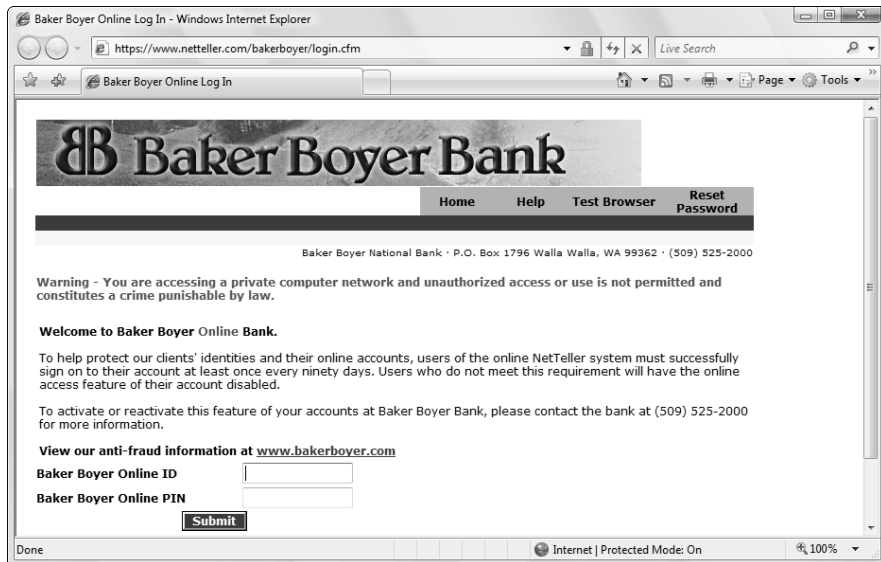 Baker Boyer Online Log In - Windows Internet Explorer
https://www.netteller.com/bakerboyer/login.cfm
Live Search
Baker Boyer Online Log In
Page
Tools
BB Baker Boyer Bank
Home Help Test Browser Reset Password
Baker Boyer National Bank · P.O. Box 1796 Walla Walla, WA 99362 · (509) 525-2000
Warning - You are accessing a private computer network and unauthorized access or use is not permitted and
constitutes a crime punishable by law.
Welcome to Baker Boyer Online Bank.
To help protect our clients' identities and their online accounts, users of the online NetTeller system must successfully
sign on to their account at least once every ninety days. Users who do not meet this requirement will have the online
access feature of their account disabled.
To activate or reactivate this feature of your accounts at Baker Boyer Bank, please contact the bank at (509) 525-2000
for more information.
View our anti-fraud information at www.bakerboyer.com
Baker Boyer Online ID
Baker Boyer Online PIN
Submit
Done
Internet | Protected Mode: On
100%